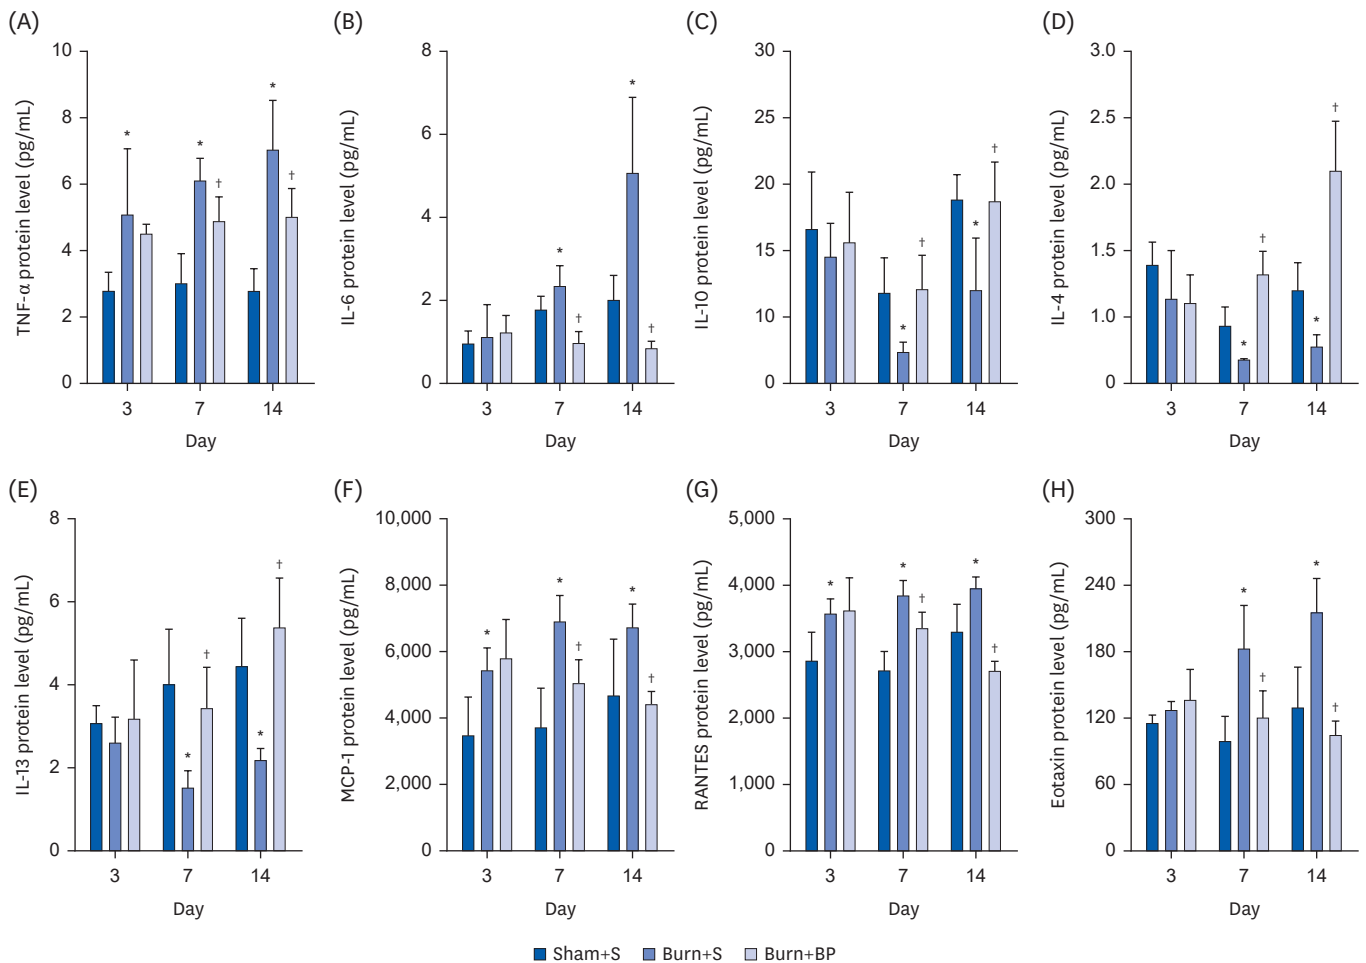 (A)
TNF-α protein level (pg/mL)
10
8
6
4
2
0
* * † * †
3 7 14
Day
(B)
IL-6 protein level (pg/mL)
8
6
4
2
0
* † * †
3 7 14
Day
(C)
IL-10 protein level (pg/mL)
30
25
20
15
10
0
* † * †
3 7 14
Day
(D)
IL-4 protein level (pg/mL)
3.0
2.5
2.0
1.5
1.0
0
* † * †
3 7 14
Day
(E)
IL-13 protein level (pg/mL)
8
6
4
2
0
* † * †
3 7 14
Day
(F)
MCP-1 protein level (pg/mL)
10,000
8,000
6,000
4,000
2,000
0
* * † * †
3 7 14
Day
(G)
RANTES protein level (pg/mL)
5,000
4,000
3,000
2,000
1,000
0
* * † * †
3 7 14
Day
(H)
Eotaxin protein level (pg/mL)
300
240
180
120
60
0
* † * †
3 7 14
Day
Sham+S Burn+S Burn+BP